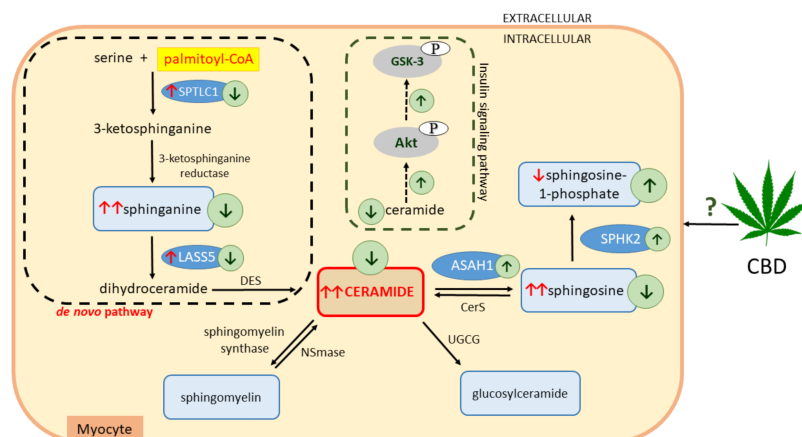 EXTRACELLULAR
INTRACELLULAR
serine + palmitoyl-CoA
↑SPTLC1 ↓
3-ketosphinganine
3-ketosphinganine
reductase
↑↑sphinganine ↓
↑LASS5 ↓
dihydroceramide
DES
de novo pathway
P
GSK-3
↑
P
Akt
↑
↓ ceramide
Insulin signaling pathway
↓
↑↑CERAMIDE
ASAH1 ↑
CerS
↓sphingosine-
1-phosphate ↑
SPHK2 ↑
↑↑sphingosine ↓
?
CBD
sphingomyelin
synthase
NSmase
UGCG
sphingomyelin
glucosylceramide
Myocyte